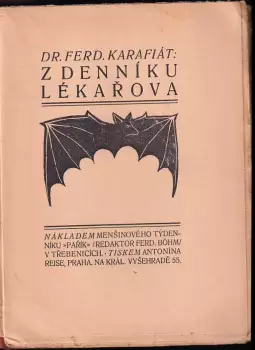 DR. FERD. KARAFIÁT:
Z DENNÍKU
LÉKAŘOVA
NÁKLADEM MENŠINOVÉHO TÝDEN-
NÍKU »PAŘÍK« /REDAKTOR FERD. BÖHM/
V TŘEBENICÍCH. · TISKEM ANTONÍNA
REISE, PRAHA. NA KRÁL. VYŠEHRADĚ 55.